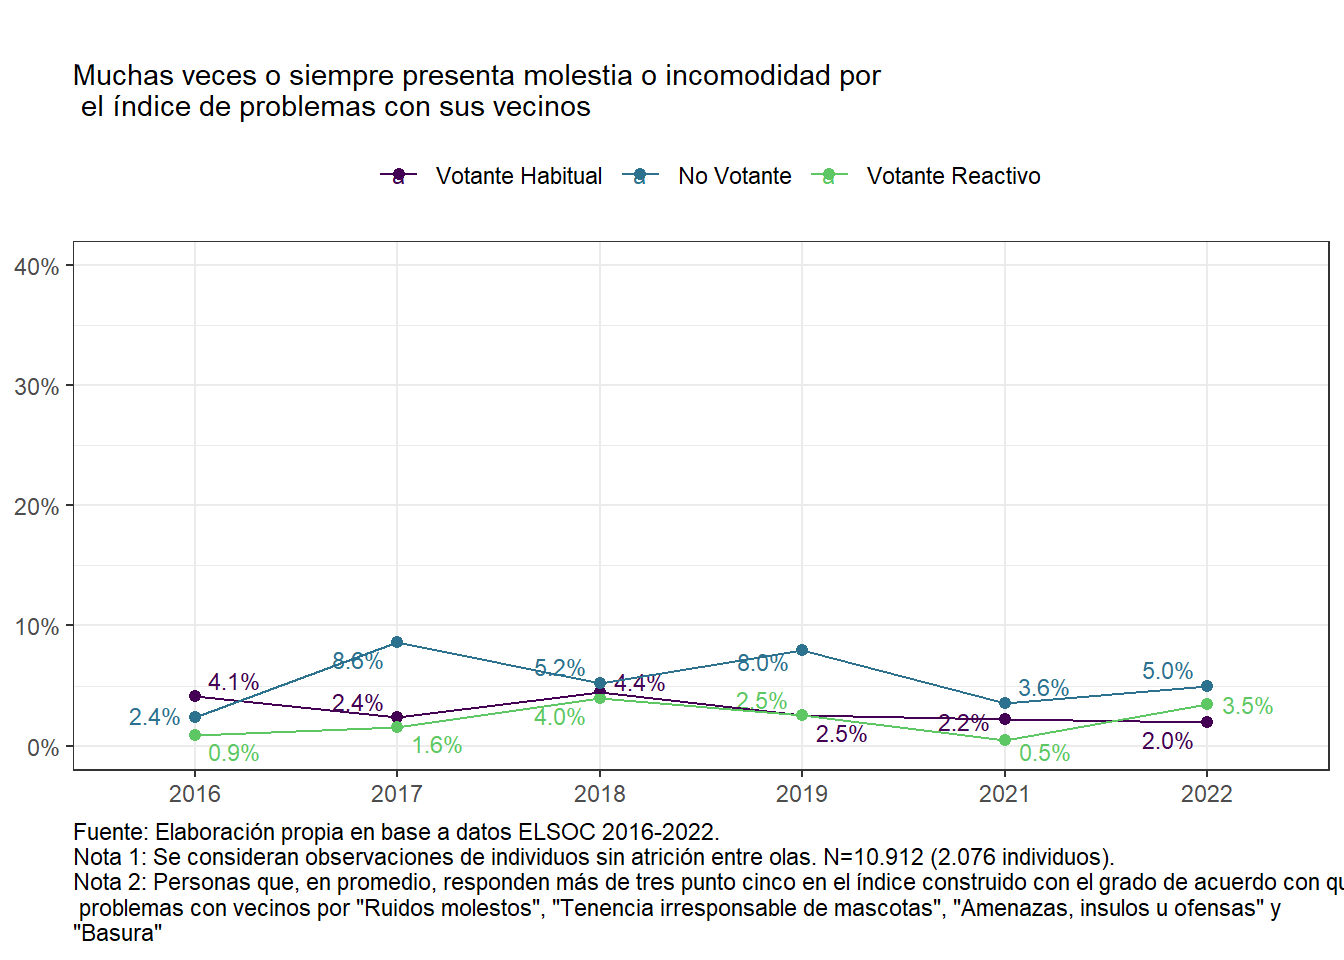 Muchas veces o siempre presenta molestia o incomodidad por
el índice de problemas con sus vecinos
a Votante Habitual a No Votante a Votante Reactivo
40%
30%
20%
10%
0%
8.6% 5.2% 8.0% 5.0%
4.1% 4.4% 3.6%
2.4% 2.4% 2.5% 3.5%
4.0% 2.2%
0.9% 1.6% 2.5% 0.5% 2.0%
2016 2017 2018 2019 2021 2022
Fuente: Elaboración propia en base a datos ELSOC 2016-2022.
Nota 1: Se consideran observaciones de individuos sin atrición entre olas. N=10.912 (2.076 individuos).
Nota 2: Personas que, en promedio, responden más de tres punto cinco en el índice construido con el grado de acuerdo con qu
problemas con vecinos por "Ruidos molestos", "Tenencia irresponsable de mascotas", "Amenazas, insulos u ofensas" y
"Basura"